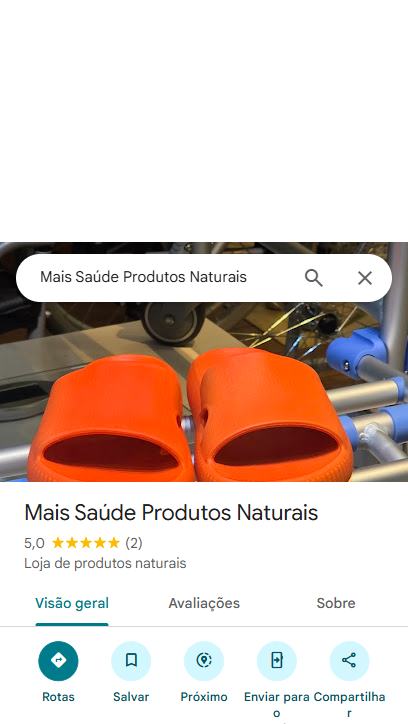 Mais Saúde Produtos Naturais
Mais Saúde Produtos Naturais
5,0 (2)
Loja de produtos naturais
Visão geral Avaliações Sobre
Rotas Salvar Próximo Enviar para o Compartilhar